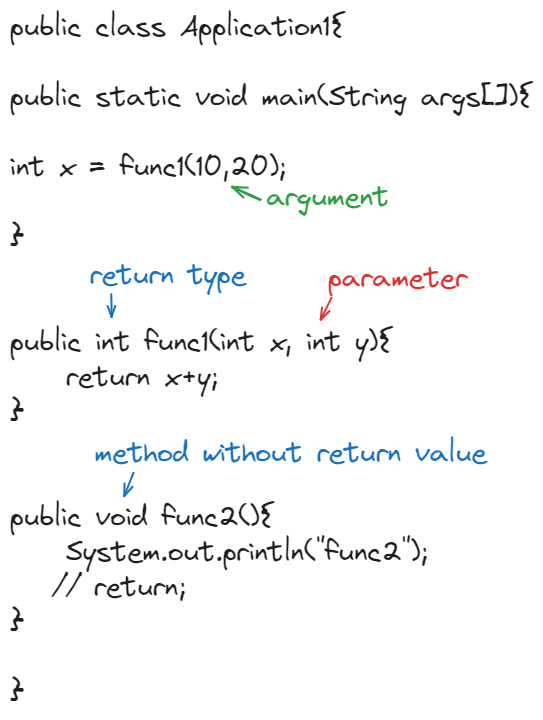 public class Application1{
public static void main(String args[]){
int x = func1(10,20);
argument
}
return type
parameter
public int func1(int x, int y){
return x+y;
}
method without return value
public void func2(){
System.out.println("func2");
// return;
}
}